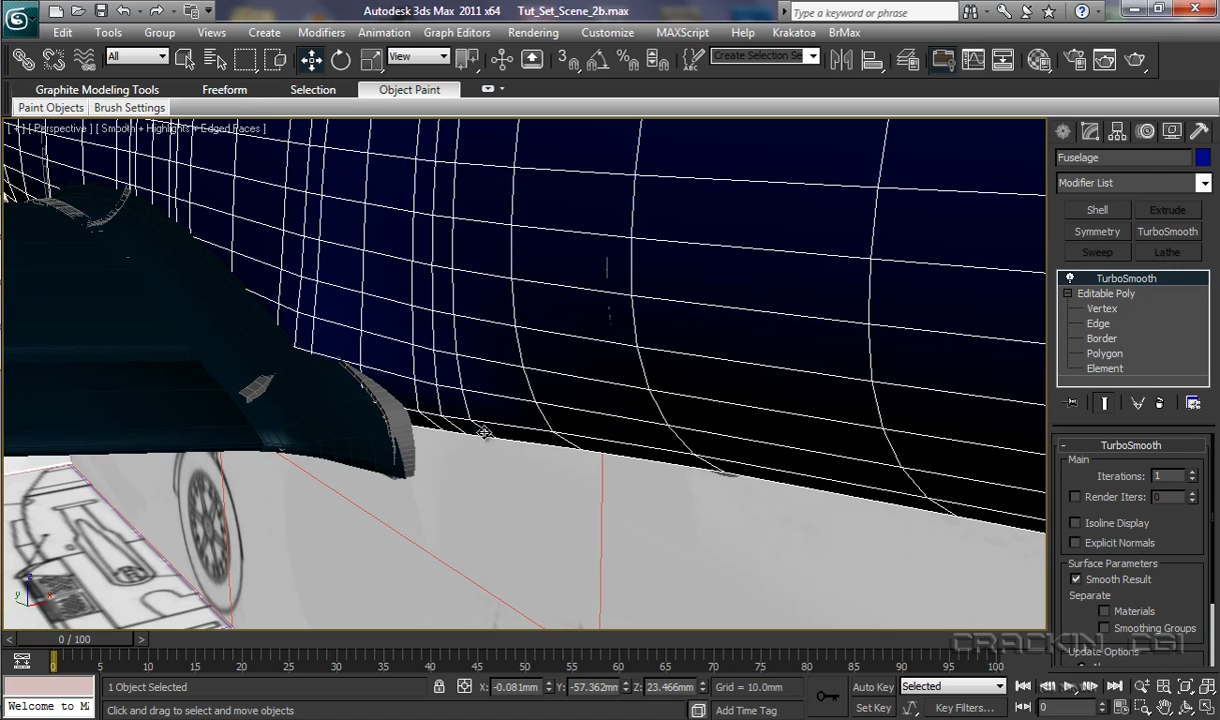 Autodesk 3ds Max 2011 x64 Tut_Set_Scene_2b.max
Type a keyword or phrase
Edit Tools Group Views Create Modifiers Animation Graph Editors Rendering Customize MAXScript Help Krakatoa BrMax
All View Create Selection Se
Graphite Modeling Tools Freeform Selection Object Paint
Paint Objects Brush Settings
[ + ] [ Perspective ] [ Smooth + Highlights + Edged Faces ]
Fuselage
Modifier List
Shell Extrude
Symmetry TurboSmooth
Sweep Lathe
TurboSmooth
Editable Poly
Vertex
Edge
Border
Polygon
Element
- TurboSmooth
Main
Iterations: 1
Render Iters: 0
Isoline Display
Explicit Normals
Surface Parameters
Smooth Result
Separate
Materials
Smoothing Groups
Update Options
CRACKIN CGI
z
y x
< 0 / 100 >
0 5 10 15 20 25 30 35 40 45 50 55 60 65 70 75 80 85 90 95 100
1 Object Selected X: -0.081mm Y: -57.362mm Z: 23.466mm Grid = 10.0mm Auto Key Selected
Welcome to MA Click and drag to select and move objects Add Time Tag Set Key Key Filters... 0